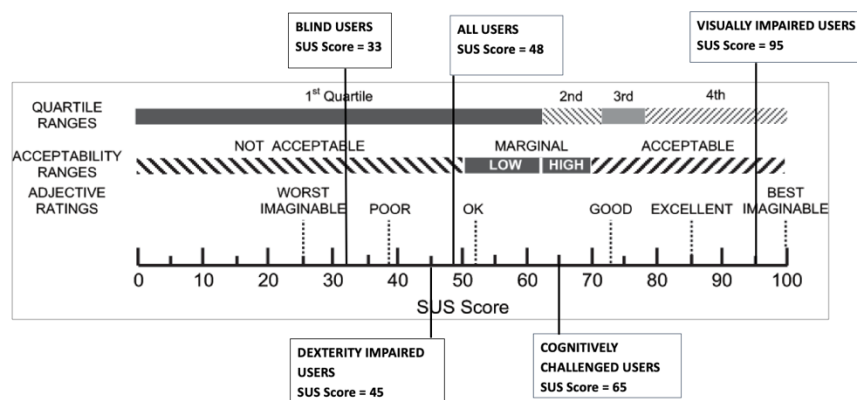 BLIND USERS
SUS Score = 33
ALL USERS
SUS Score = 48
VISUALLY IMPAIRED USERS
SUS Score = 95
QUARTILE
RANGES
1st Quartile
2nd
3rd
4th
ACCEPTABILITY
RANGES
NOT ACCEPTABLE
MARGINAL
LOW
HIGH
ACCEPTABLE
ADJECTIVE
RATINGS
WORST
IMAGINABLE
POOR
OK
GOOD
EXCELLENT
BEST
IMAGINABLE
0 10 20 30 40 50 60 70 80 90 100
SUS Score
DEXTERITY IMPAIRED
USERS
SUS Score = 45
COGNITIVELY
CHALLENGED USERS
SUS Score = 65